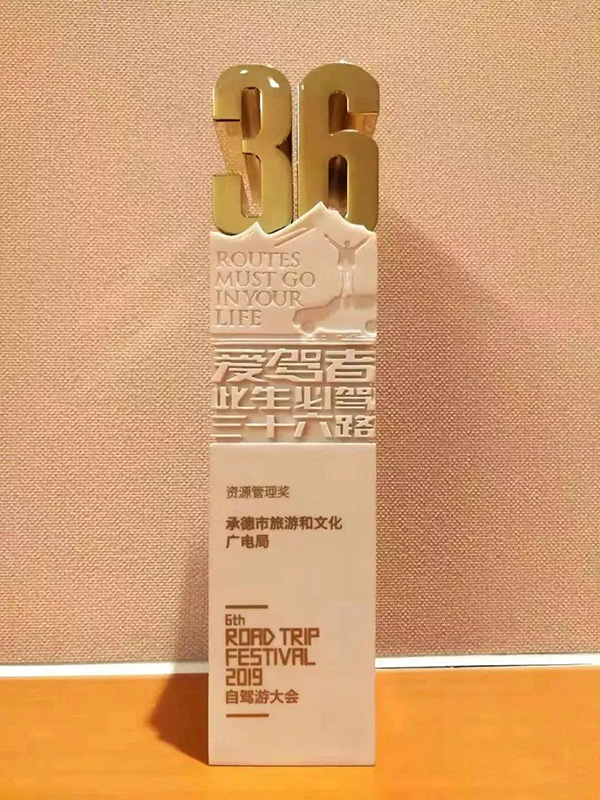 36
ROUTES
MUST GO
IN YOUR
LIFE
爱驾者
此生必驾
三十六路
资源管理奖
承德市旅游和文化
广电局
6th
ROAD TRIP
FESTIVAL
2019
自驾游大会